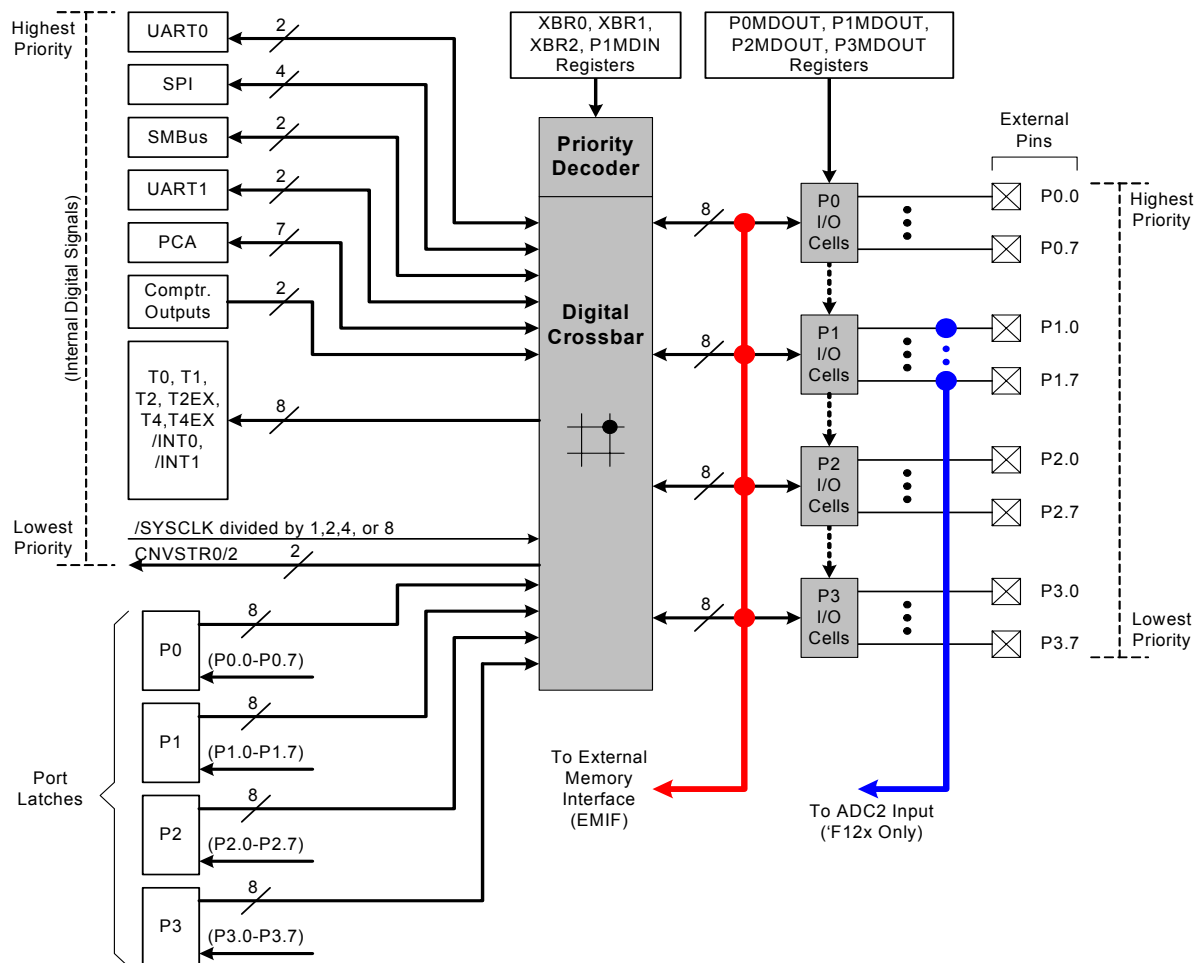 Highest
Priority
UART0
2
SPI
4
SMBus
2
UART1
2
PCA
7
Comptr.
Outputs
2
T0, T1,
T2, T2EX,
T4,T4EX
/INT0,
/INT1
8
(Internal Digital Signals)
Lowest
Priority
/SYSCLK divided by 1,2,4, or 8
CNVSTR0/2
2
XBR0, XBR1,
XBR2, P1MDIN
Registers
P0MDOUT, P1MDOUT,
P2MDOUT, P3MDOUT
Registers
Priority
Decoder
Digital
Crossbar
8
8
8
8
P0
I/O
Cells
P1
I/O
Cells
P2
I/O
Cells
P3
I/O
Cells
External
Pins
P0.0
P0.7
P1.0
P1.7
P2.0
P2.7
P3.0
P3.7
Highest
Priority
Lowest
Priority
Port
Latches
P0
8
(P0.0-P0.7)
P1
8
(P1.0-P1.7)
P2
8
(P2.0-P2.7)
P3
8
(P3.0-P3.7)
To External
Memory
Interface
(EMIF)
To ADC2 Input
('F12x Only)